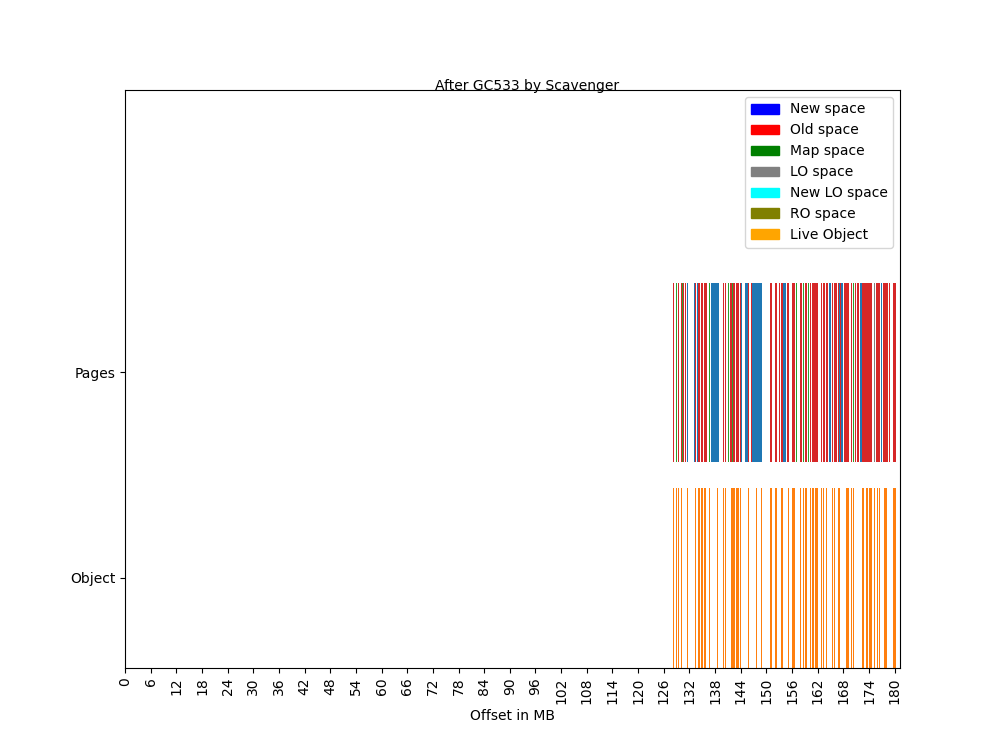 After GC533 by Scavenger
New space
Old space
Map space
LO space
New LO space
RO space
Live Object
Pages
Object
0 6 12 18 24 30 36 42 48 54 60 66 72 78 84 90 96 102 108 114 120 126 132 138 144 150 156 162 168 174 180
Offset in MB